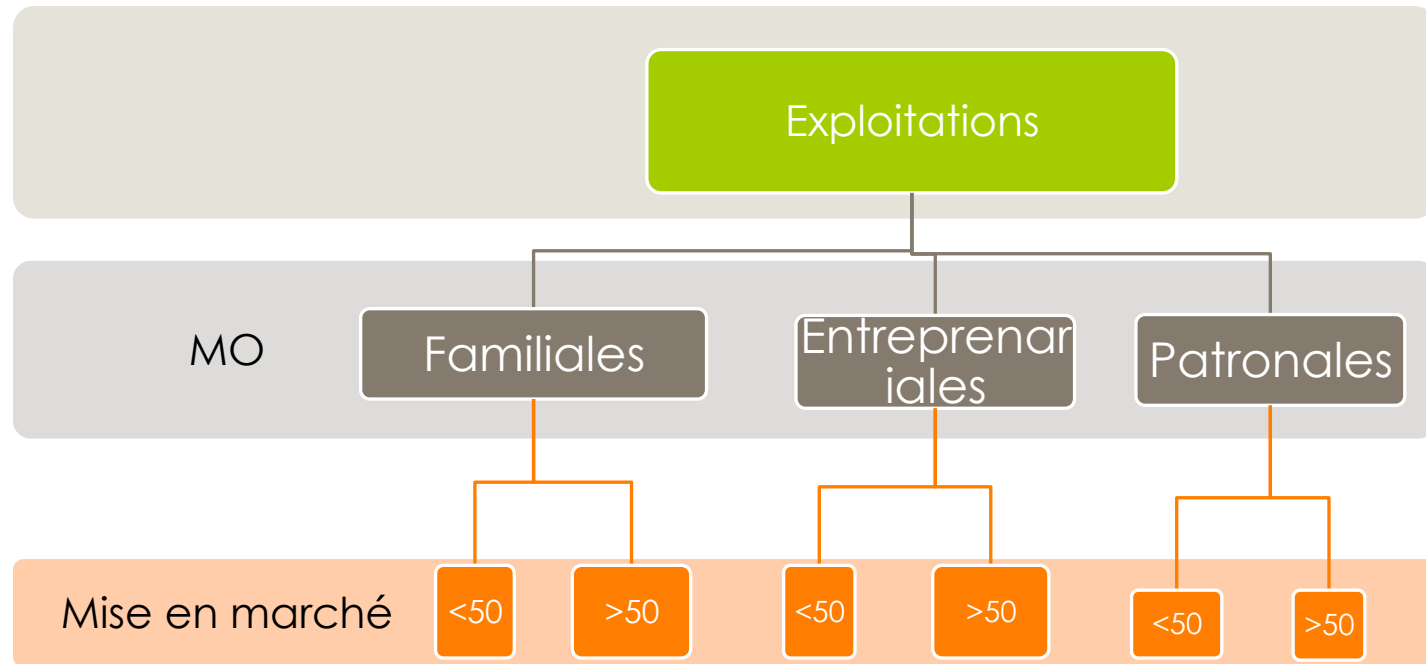 Exploitations
MO
Familiales
Entreprenar
iales
Patronales
Mise en marché
<50
>50
<50
>50
<50
>50